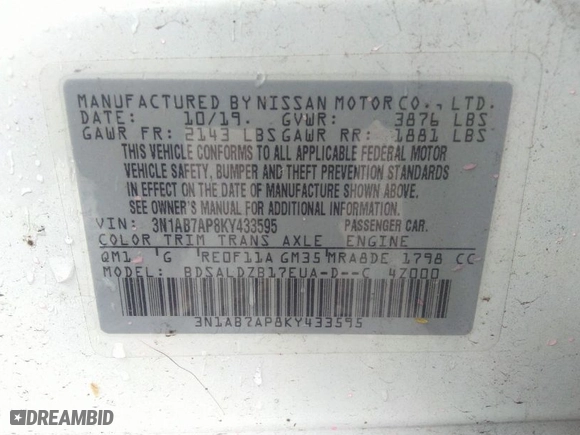 MANUFACTURED BY NISSAN MOTOR CO., LTD.
DATE: 10/19. GVWR: 3876 LBS
GAWR FR: 2143 LBS GAWR RR: 1881 LBS
THIS VEHICLE CONFORMS TO ALL APPLICABLE FEDERAL MOTOR
VEHICLE SAFETY, BUMPER AND THEFT PREVENTION STANDARDS
IN EFFECT ON THE DATE OF MANUFACTURE SHOWN ABOVE.
SEE OWNER'S MANUAL FOR ADDITIONAL INFORMATION.
VIN: 3N1AB7AP8KY433595 PASSENGER CAR.
COLOR TRIM TRANS AXLE ENGINE
QM1 G RE0F11A GM35 MRA8DE 1798 CC
MODEL: BDSALDZB17EUA-D--C 4Z000
3N1AB7AP8KY433595
DREAMBID